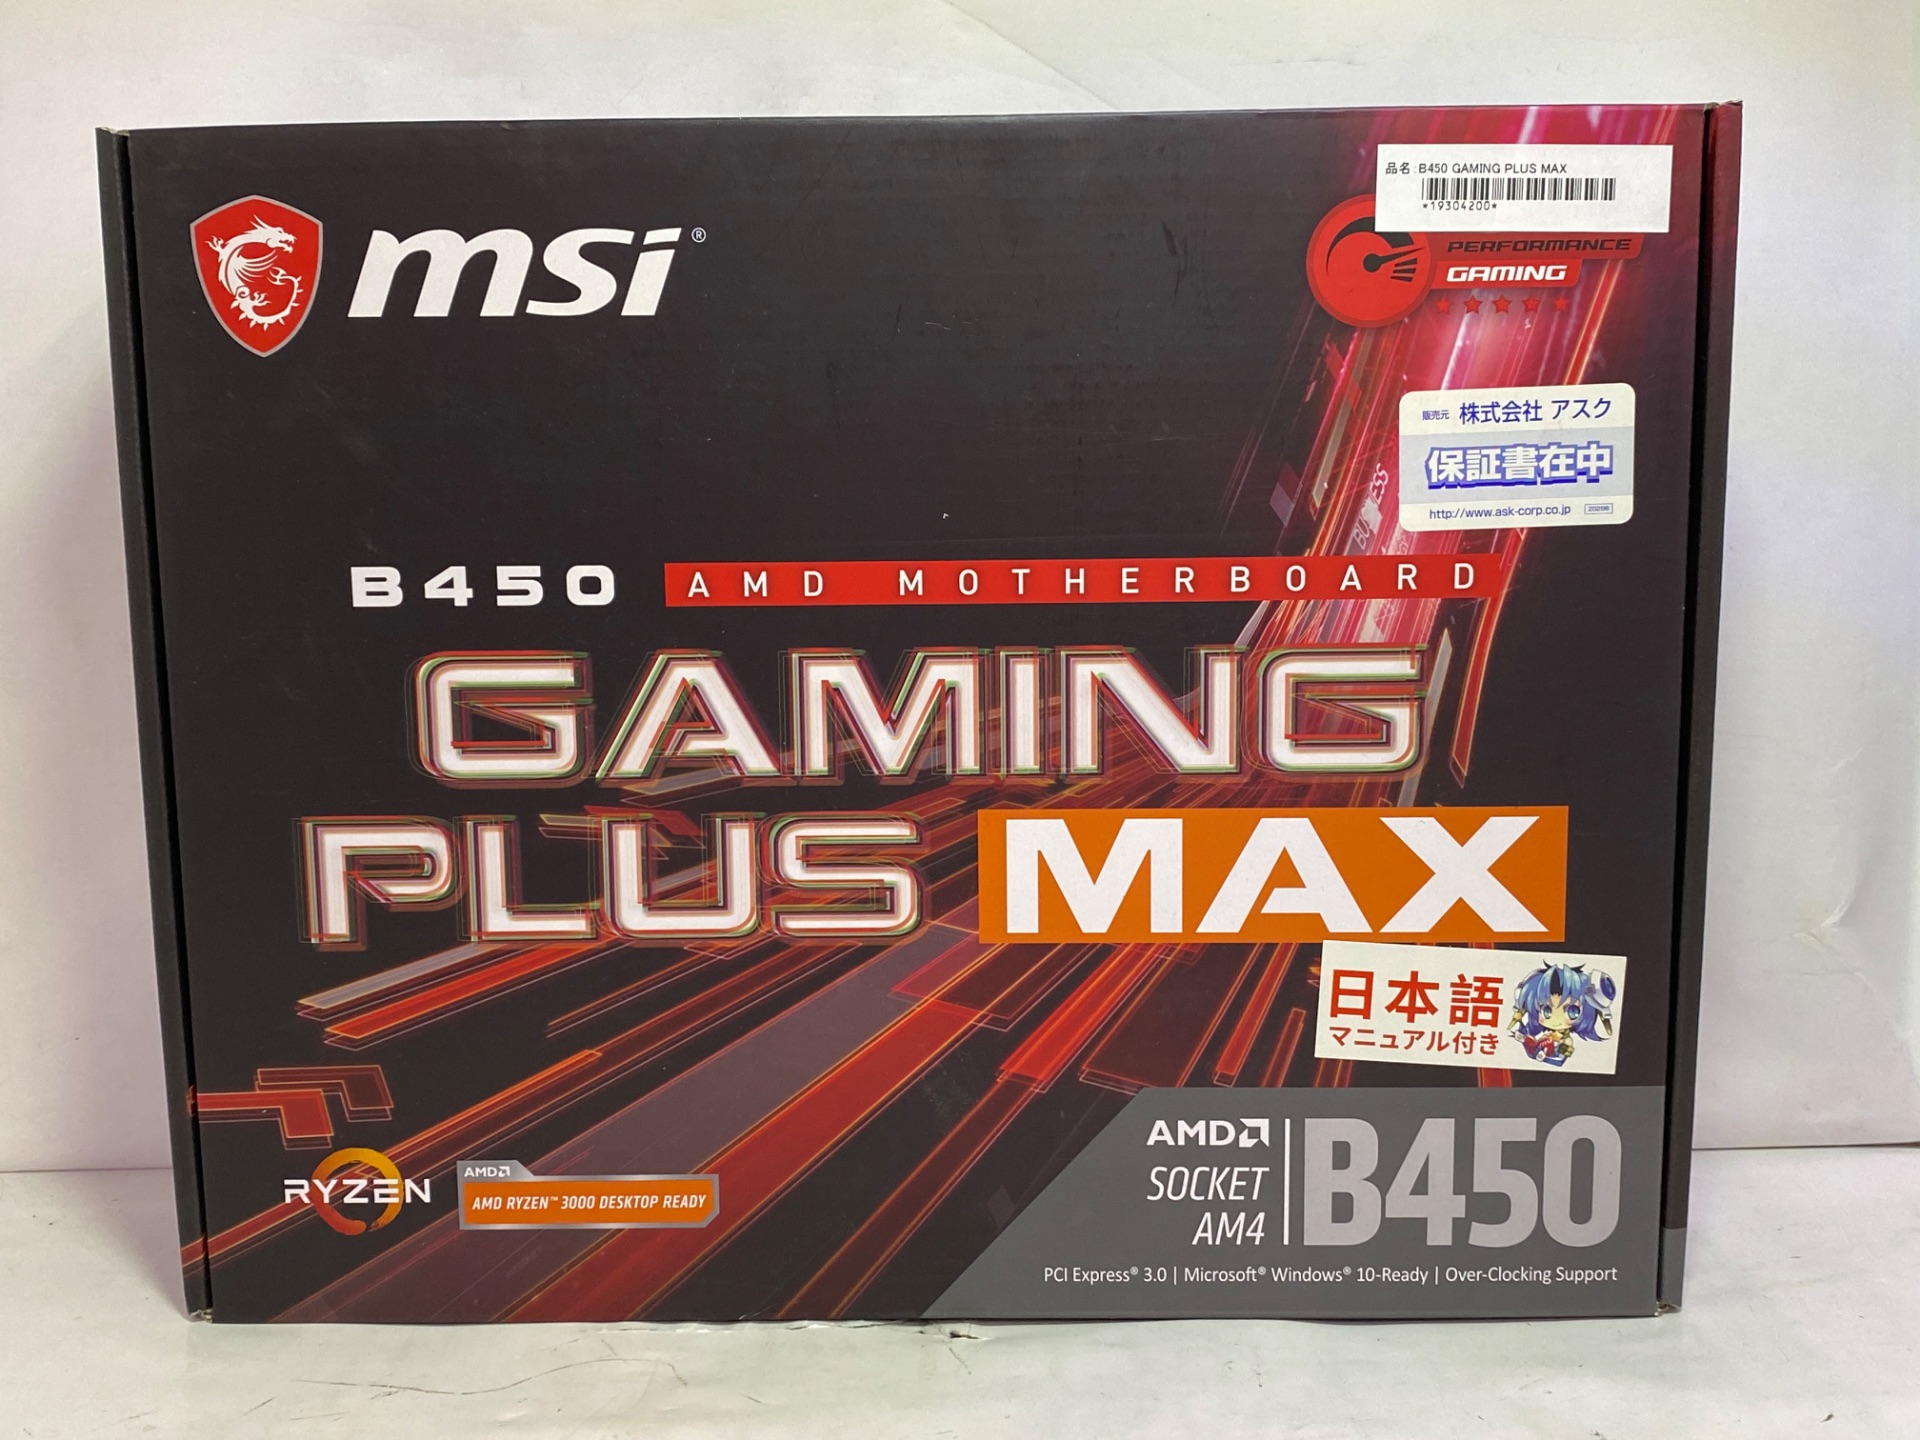 品名:B450 GAMING PLUS MAX
*19304200*
msi®
PERFORMANCE
GAMING
販売元 株式会社 アスク
保証書在中
http://www.ask-corp.co.jp
B450 AMD MOTHERBOARD
GAMING
PLUS MAX
日本語
マニュアル付き
RYZEN
AMD
AMD RYZEN™ 3000 DESKTOP READY
AMD
SOCKET
AM4
B450
PCI Express® 3.0 | Microsoft® Windows® 10-Ready | Over-Clocking Support